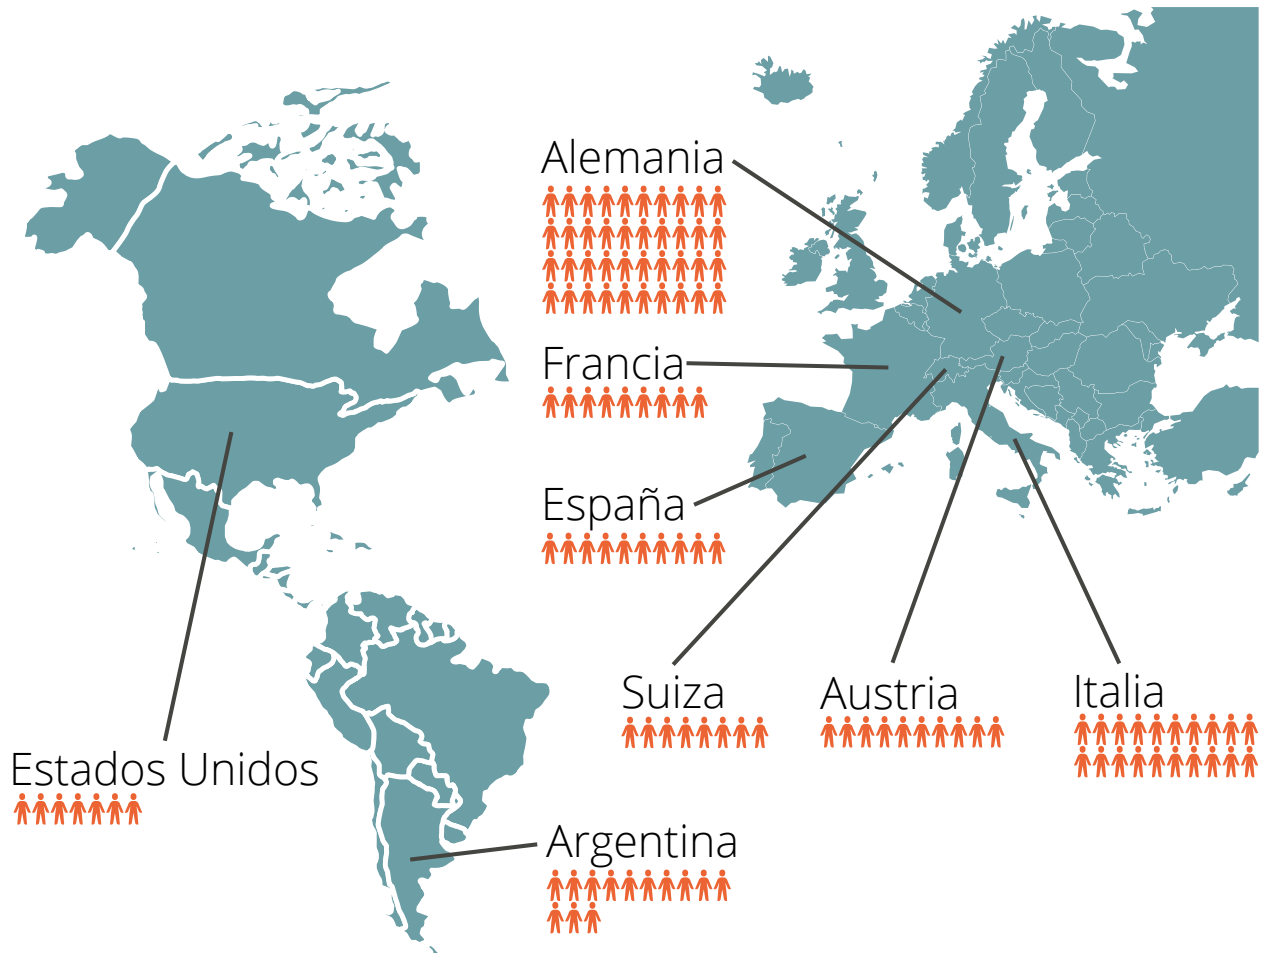 Alemania
Francia
España
Suiza
Austria
Italia
Estados Unidos
Argentina